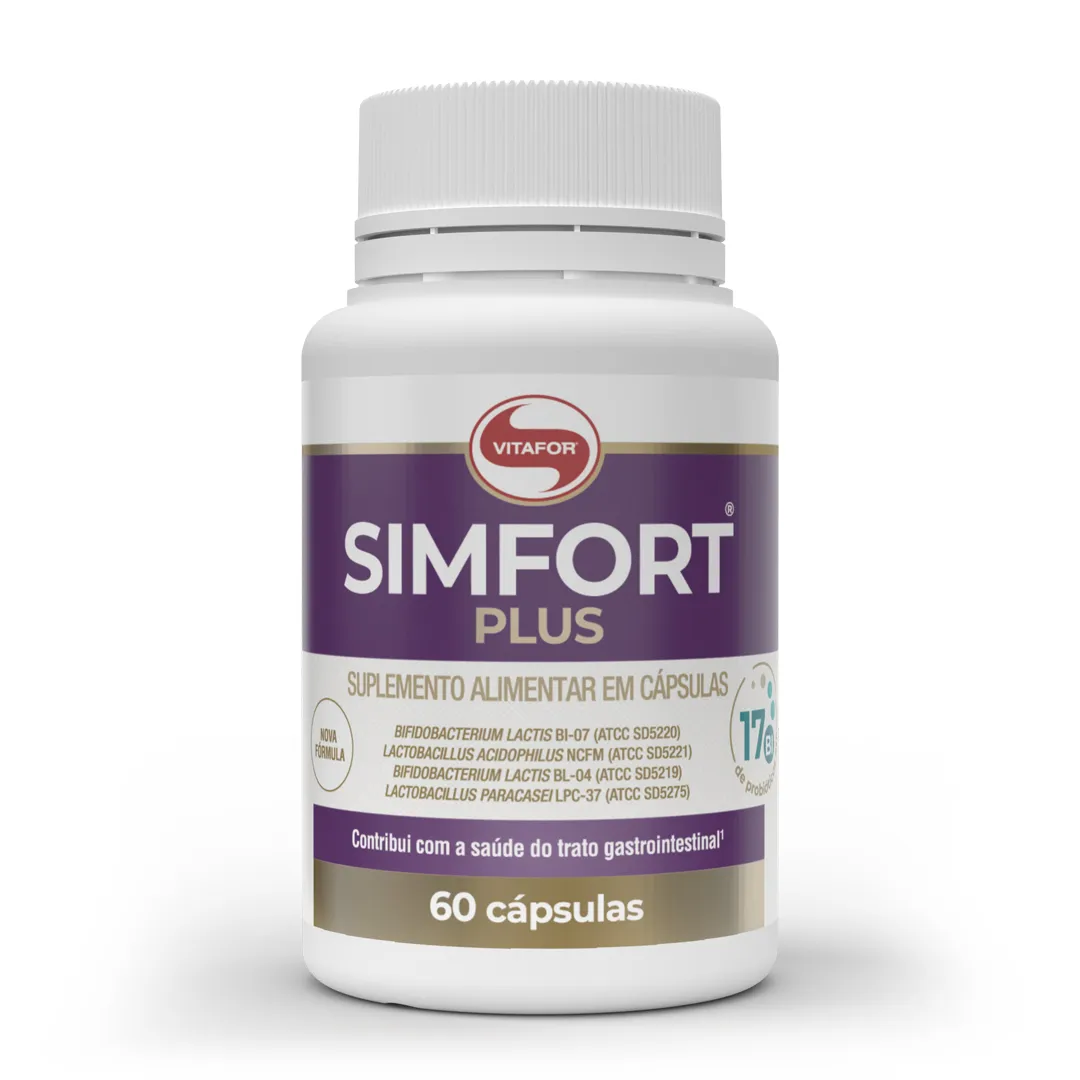 VITAFOR®
SIMFORT®
PLUS
SUPLEMENTO ALIMENTAR EM CÁPSULAS
NOVA
FÓRMULA
BIFIDOBACTERIUM LACTIS BI-07 (ATCC SD5220)
LACTOBACILLUS ACIDOPHILUS NCFM (ATCC SD5221)
BIFIDOBACTERIUM LACTIS BL-04 (ATCC SD5219)
LACTOBACILLUS PARACASEI LPC-37 (ATCC SD5275)
17 BI
de
Contribui com a saúde do trato gastrointestinal¹
60 cápsulas